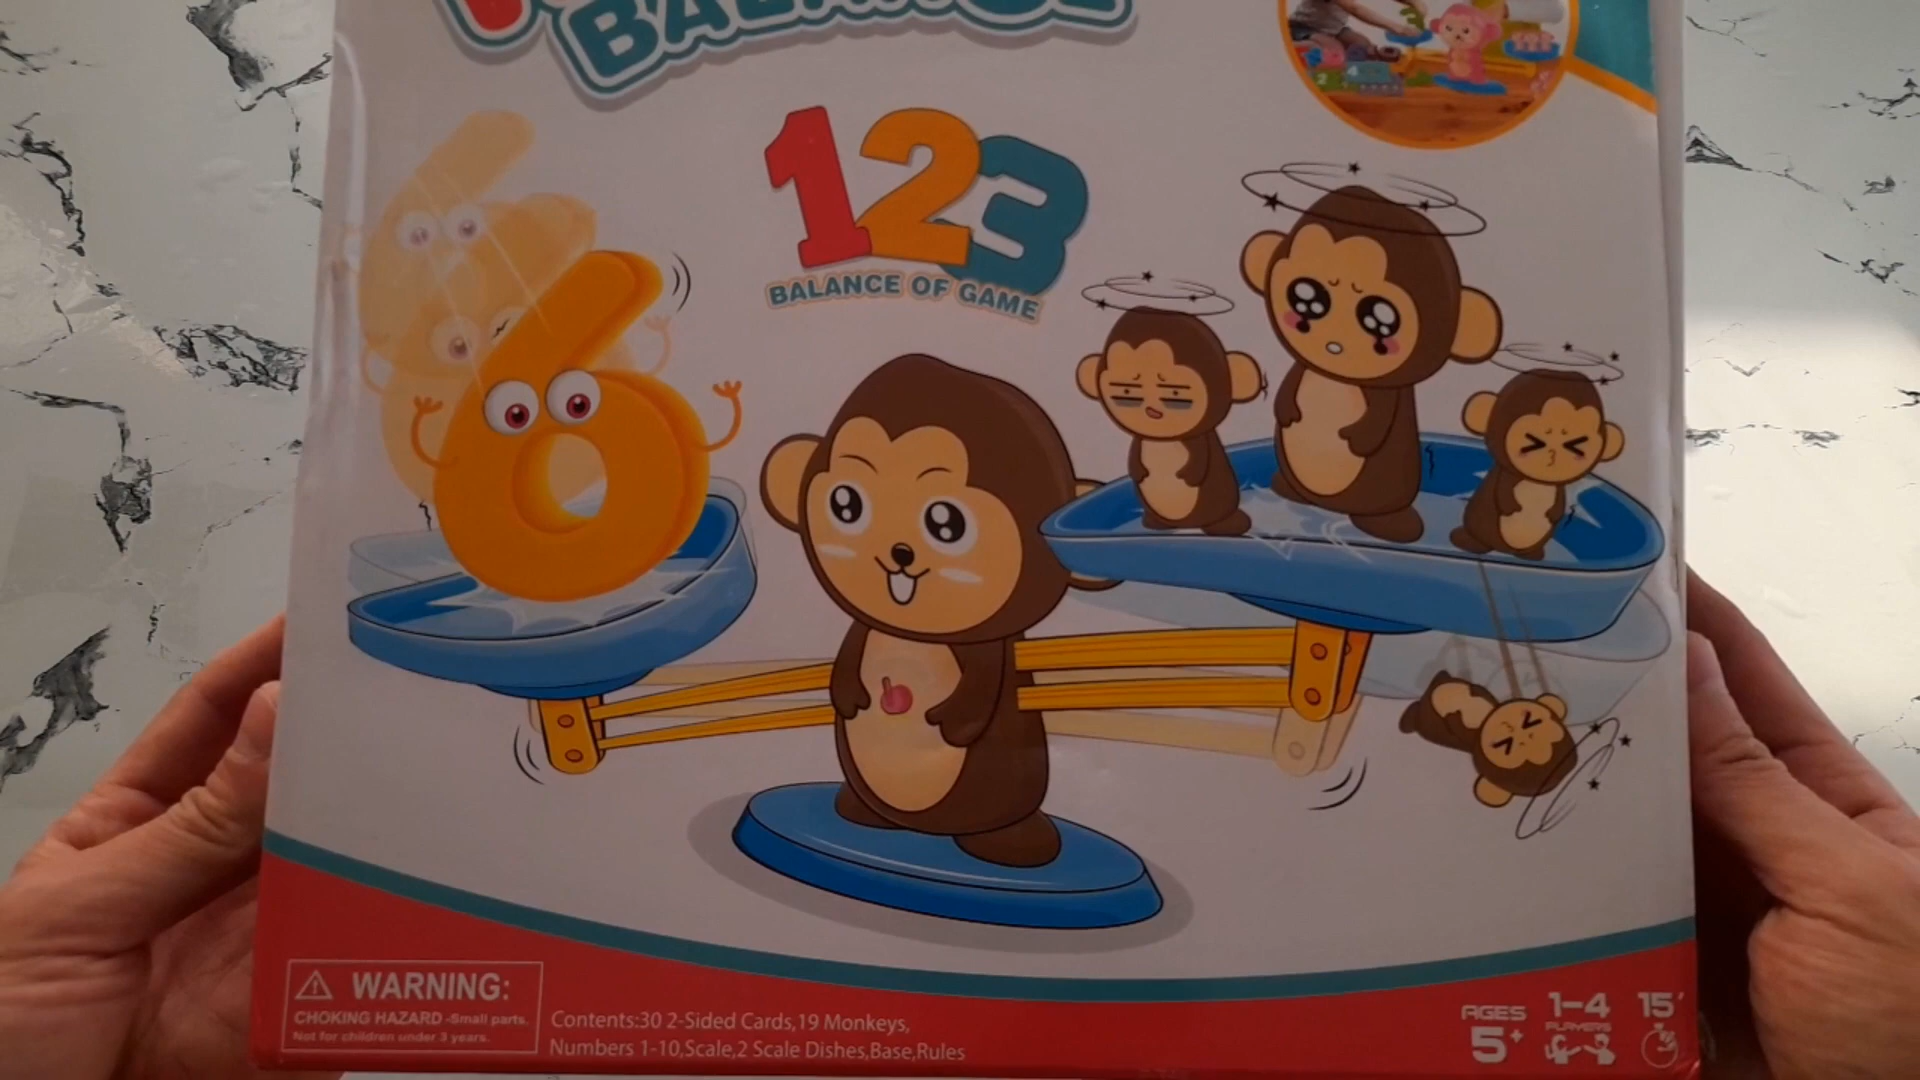 BALANCE
123
BALANCE OF GAME
WARNING:
CHOKING HAZARD -Small parts.
Not for children under 3 years.
Contents:30 2-Sided Cards,19 Monkeys,
Numbers 1-10,Scale,2 Scale Dishes,Base,Rules
AGES
5+
1-4
PLAYERS
15'